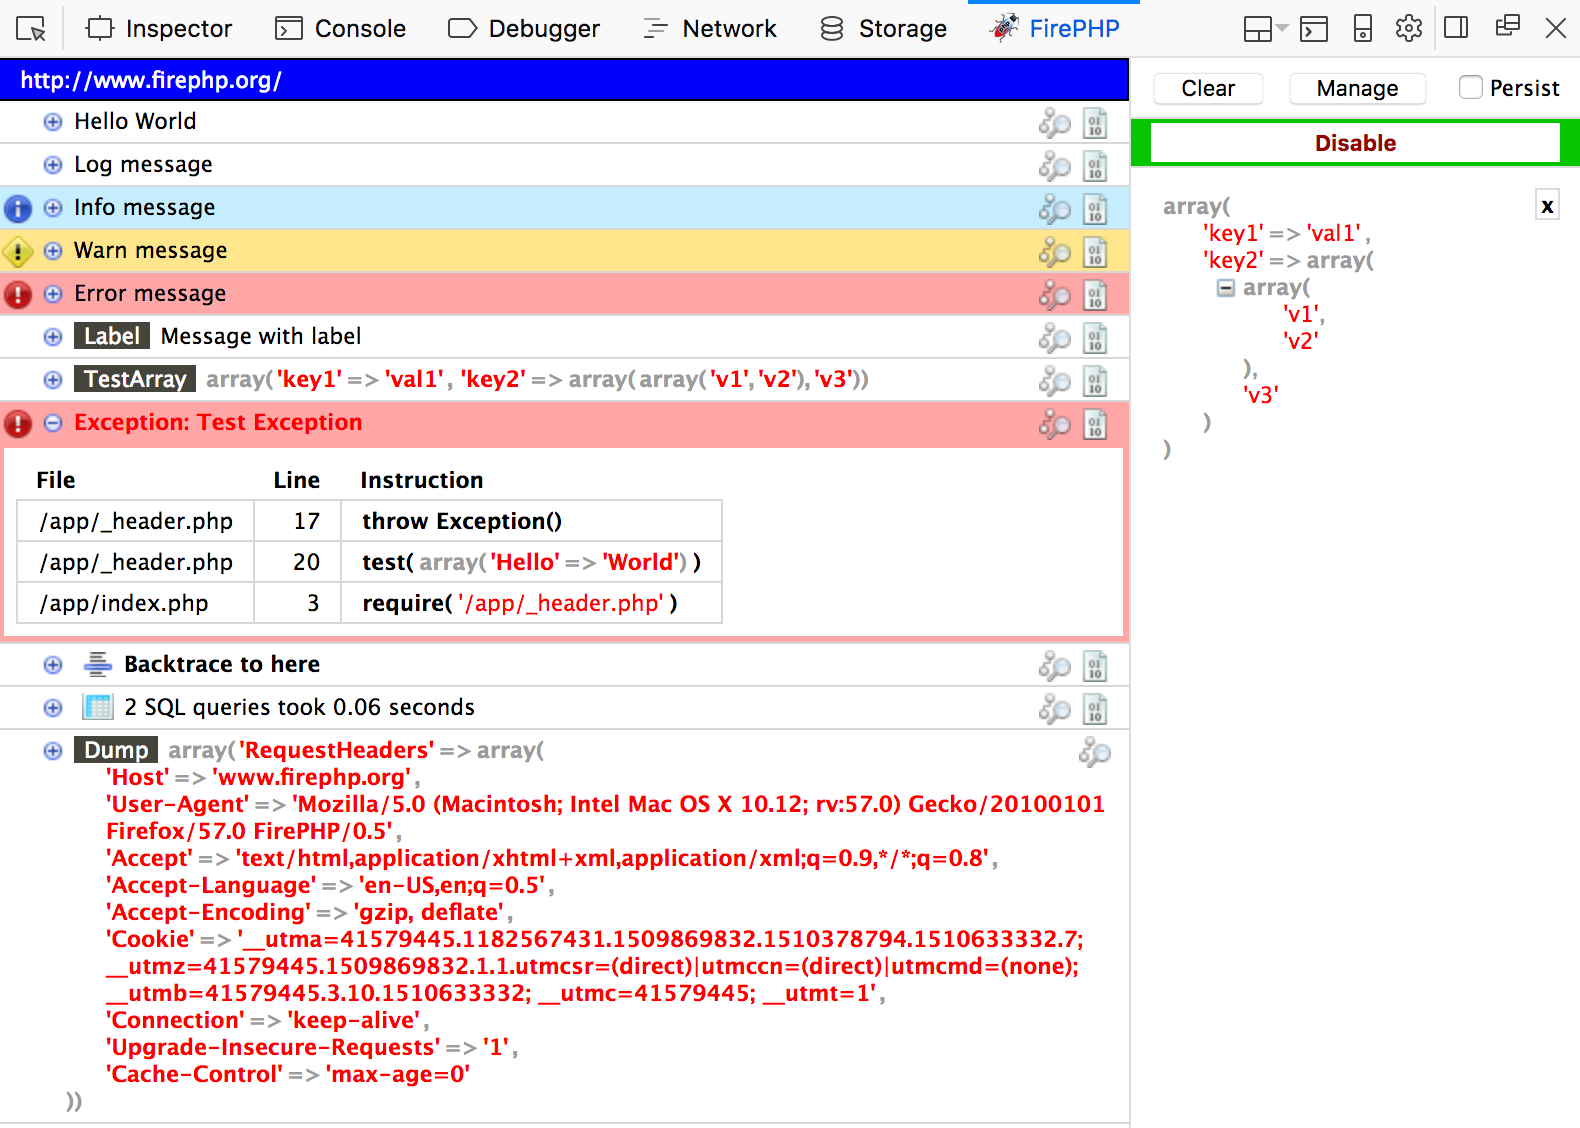 Inspector Console Debugger Network Storage FirePHP
http://www.firephp.org/
Clear Manage Persist
Disable
Hello World
Log message
Info message
Warn message
Error message
Label Message with label
TestArray array('key1' => 'val1', 'key2' => array(array('v1','v2'),'v3'))
Exception: Test Exception
File Line Instruction
/app/_header.php 17 throw Exception()
/app/_header.php 20 test( array('Hello' => 'World') )
/app/index.php 3 require( '/app/_header.php' )
Backtrace to here
2 SQL queries took 0.06 seconds
Dump array('RequestHeaders' => array(
'Host' => 'www.firephp.org',
'User-Agent' => 'Mozilla/5.0 (Macintosh; Intel Mac OS X 10.12; rv:57.0) Gecko/20100101
Firefox/57.0 FirePHP/0.5',
'Accept' => 'text/html,application/xhtml+xml,application/xml;q=0.9,*/*;q=0.8',
'Accept-Language' => 'en-US,en;q=0.5',
'Accept-Encoding' => 'gzip, deflate',
'Cookie' => '__utma=41579445.1182567431.1509869832.1510378794.1510633332.7;
__utmz=41579445.1509869832.1.1.utmcsr=(direct)|utmccn=(direct)|utmcmd=(none);
__utmb=41579445.3.10.1510633332; __utmc=41579445; __utmt=1',
'Connection' => 'keep-alive',
'Upgrade-Insecure-Requests' => '1',
'Cache-Control' => 'max-age=0'
))
array( x
'key1' => 'val1',
'key2' => array(
array(
'v1',
'v2'
),
'v3'
)
)